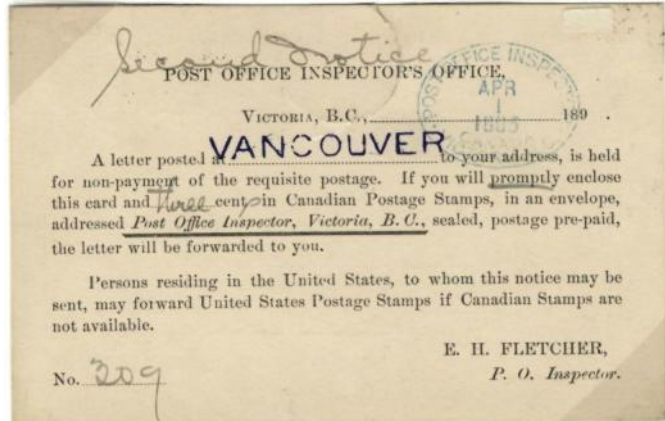 Second Notice
POST OFFICE INSPECTOR'S OFFICE,
POST OFFICE INSPE
APR
1
VICTORIA, B.C., 189 .
VANCOUVER
A letter posted at to your address, is held
for non-payment of the requisite postage. If you will promptly enclose
this card and three cents in Canadian Postage Stamps, in an envelope,
addressed Post Office Inspector, Victoria, B. C., sealed, postage pre-paid,
the letter will be forwarded to you.
Persons residing in the United States, to whom this notice may be
sent, may forward United States Postage Stamps if Canadian Stamps are
not available.
E. H. FLETCHER,
P. O. Inspector.
No. 309